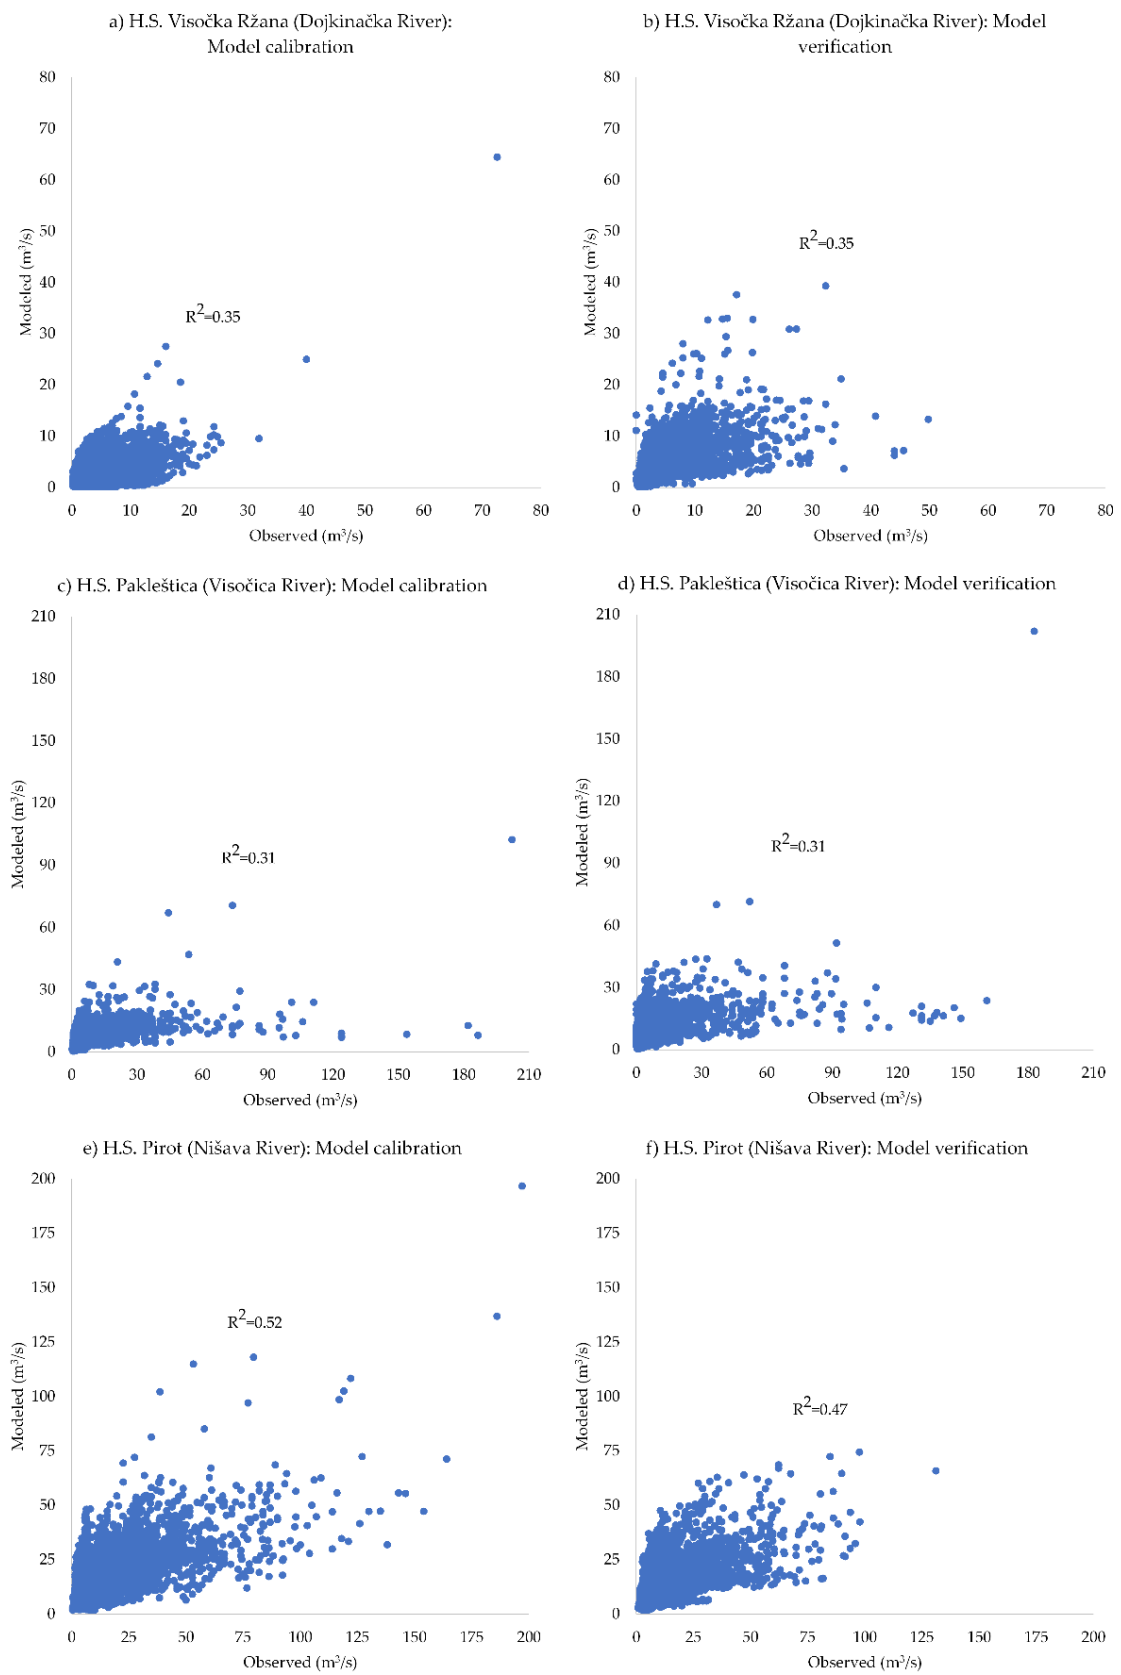 a) H.S. Visočka Ržana (Dojkinačka River):
Model calibration
80
70
60
50
40
30
20
10
0
Modeled (m³/s)
R²=0.35
0 10 20 30 40 50 60 70 80
Observed (m³/s)
b) H.S. Visočka Ržana (Dojkinačka River): Model
verification
80
70
60
50
40
30
20
10
0
Modeled (m³/s)
R²=0.35
0 10 20 30 40 50 60 70 80
Observed (m³/s)
c) H.S. Pakleštica (Visočica River): Model calibration
210
180
150
120
90
60
30
0
Modeled (m³/s)
R²=0.31
0 30 60 90 120 150 180 210
Observed (m³/s)
d) H.S. Pakleštica (Visočica River): Model verification
210
180
150
120
90
60
30
0
Modeled (m³/s)
R²=0.31
0 30 60 90 120 150 180 210
Observed (m³/s)
e) H.S. Pirot (Nišava River): Model calibration
200
175
150
125
100
75
50
25
0
Modeled (m³/s)
R²=0.52
0 25 50 75 100 125 150 175 200
Observed (m³/s)
f) H.S. Pirot (Nišava River): Model verification
200
175
150
125
100
75
50
25
0
Modeled (m³/s)
R²=0.47
0 25 50 75 100 125 150 175 200
Observed (m³/s)